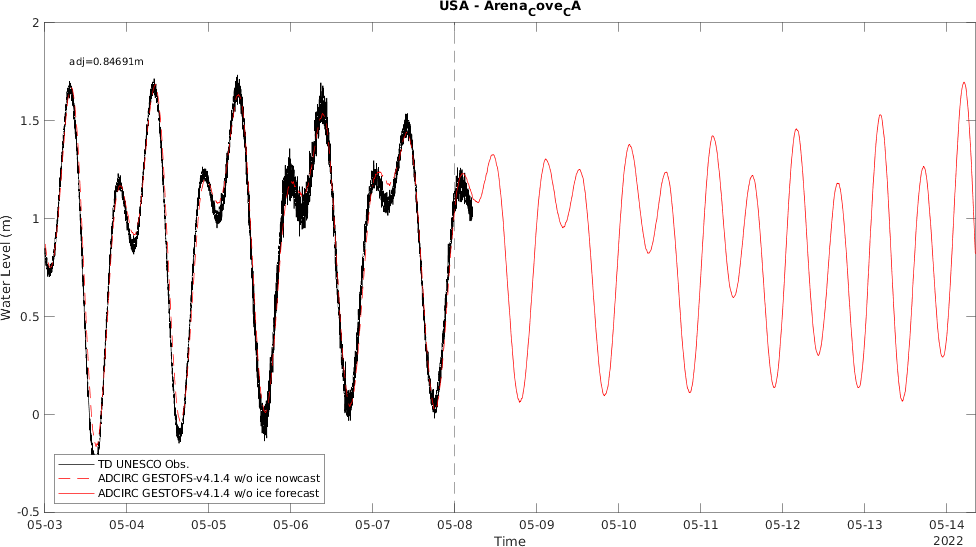 USA - Arena_Cove_CA
adj=0.84691m
2
1.5
1
0.5
0
-0.5
Water Level (m)
TD UNESCO Obs.
ADCIRC GESTOFS-v4.1.4 w/o ice nowcast
ADCIRC GESTOFS-v4.1.4 w/o ice forecast
05-03 05-04 05-05 05-06 05-07 05-08 05-09 05-10 05-11 05-12 05-13 05-14
Time
2022